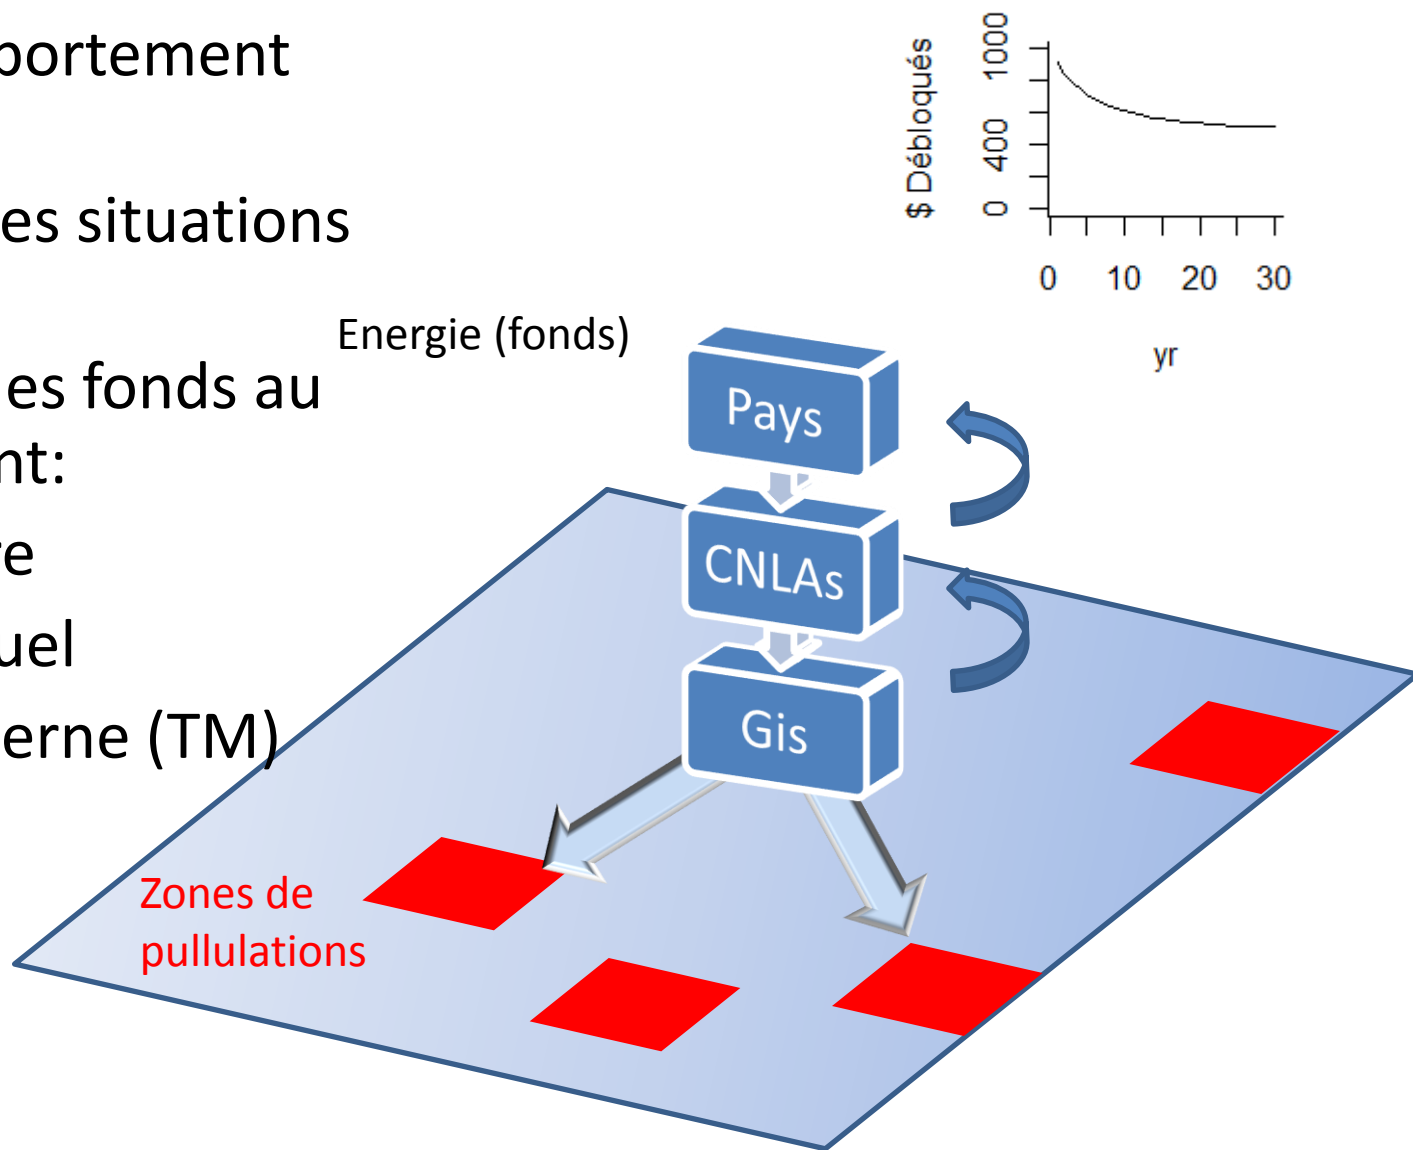 portement
es situations
es fonds au
nt:
re
uel
erne (TM)
$ Débloqués
1000
400
0
0 10 20 30
yr
Energie (fonds)
Pays
CNLAs
Gis
Zones de
pullulations